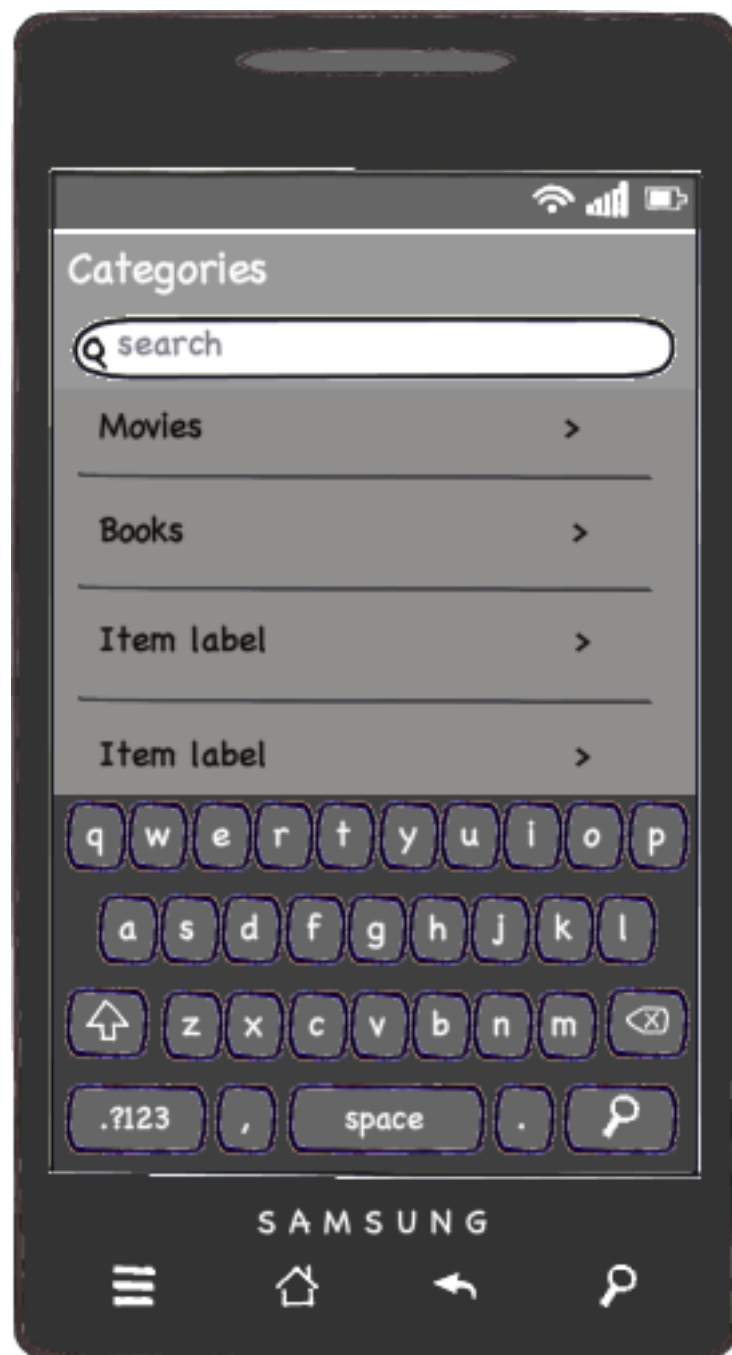 Categories
search
Movies >
Books >
Item label >
Item label >
q w e r t y u i o p
a s d f g h j k l
z x c v b n m
.?123 , space .
SAMSUNG